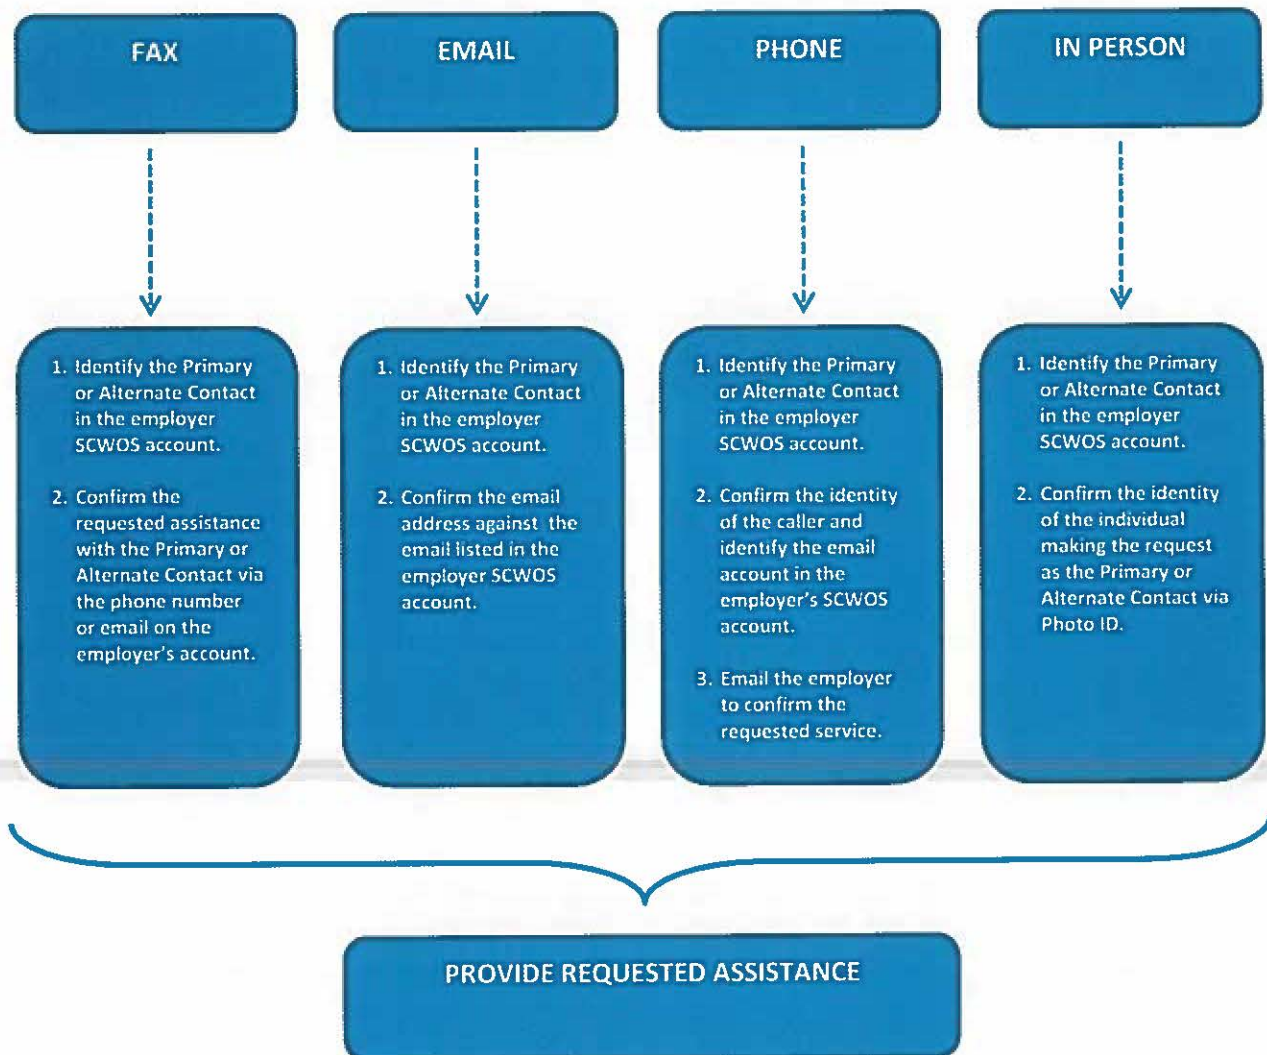 FAX
EMAIL
PHONE
IN PERSON
1. Identify the Primary
or Alternate Contact
in the employer
SCWOS account.
2. Confirm the
requested assistance
with the Primary or
Alternate Contact via
the phone number
or email on the
employer's account.
1. Identify the Primary
or Alternate Contact
in the employer
SCWOS account.
2. Confirm the email
address against the
email listed in the
employer SCWOS
account.
1. Identify the Primary
or Alternate Contact
in the employer
SCWOS account.
2. Confirm the identity
of the caller and
identify the email
account in the
employer's SCWOS
account.
3. Email the employer
to confirm the
requested service.
1. Identify the Primary
or Alternate Contact
in the employer
SCWOS account.
2. Confirm the identity
of the individual
making the request
as the Primary or
Alternate Contact via
Photo ID.
PROVIDE REQUESTED ASSISTANCE